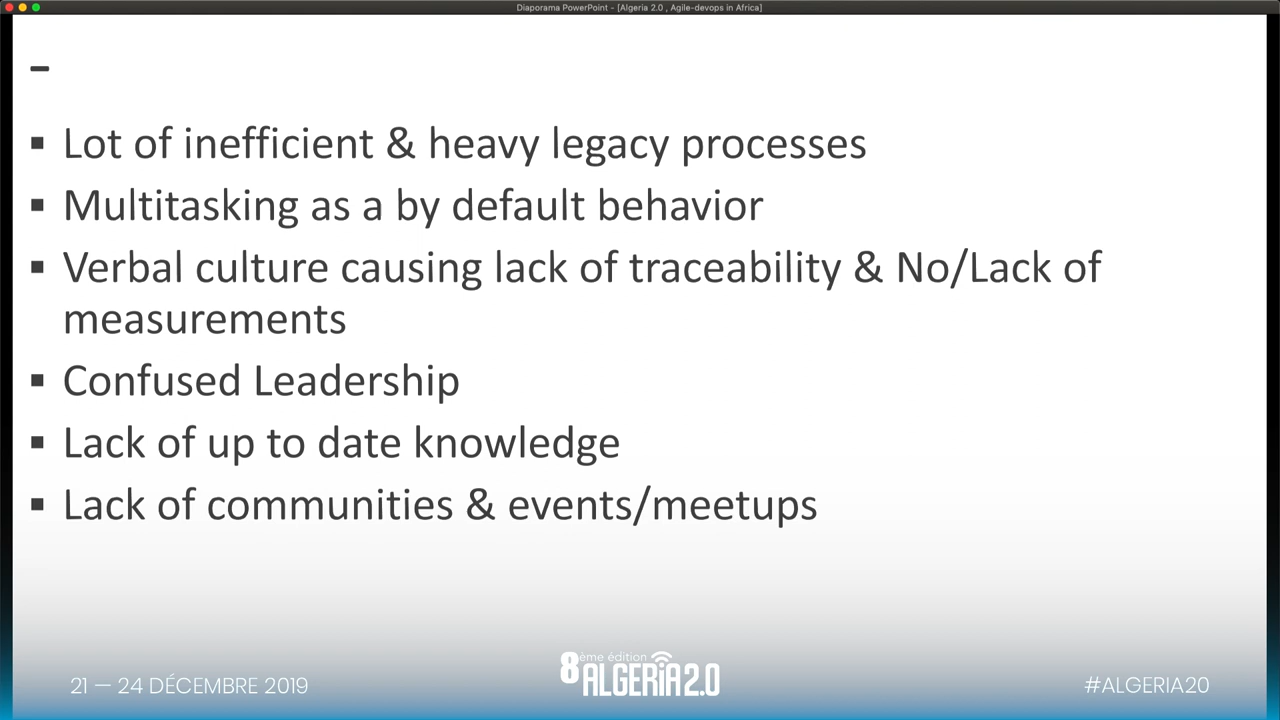 Diaporama PowerPoint - [Algeria 2.0 , Agile-devops in Africa]
-
▪ Lot of inefficient & heavy legacy processes
▪ Multitasking as a by default behavior
▪ Verbal culture causing lack of traceability & No/Lack of
measurements
▪ Confused Leadership
▪ Lack of up to date knowledge
▪ Lack of communities & events/meetups
21 — 24 DÉCEMBRE 2019
8ème édition
ALGERiA 2.0
#ALGERIA20